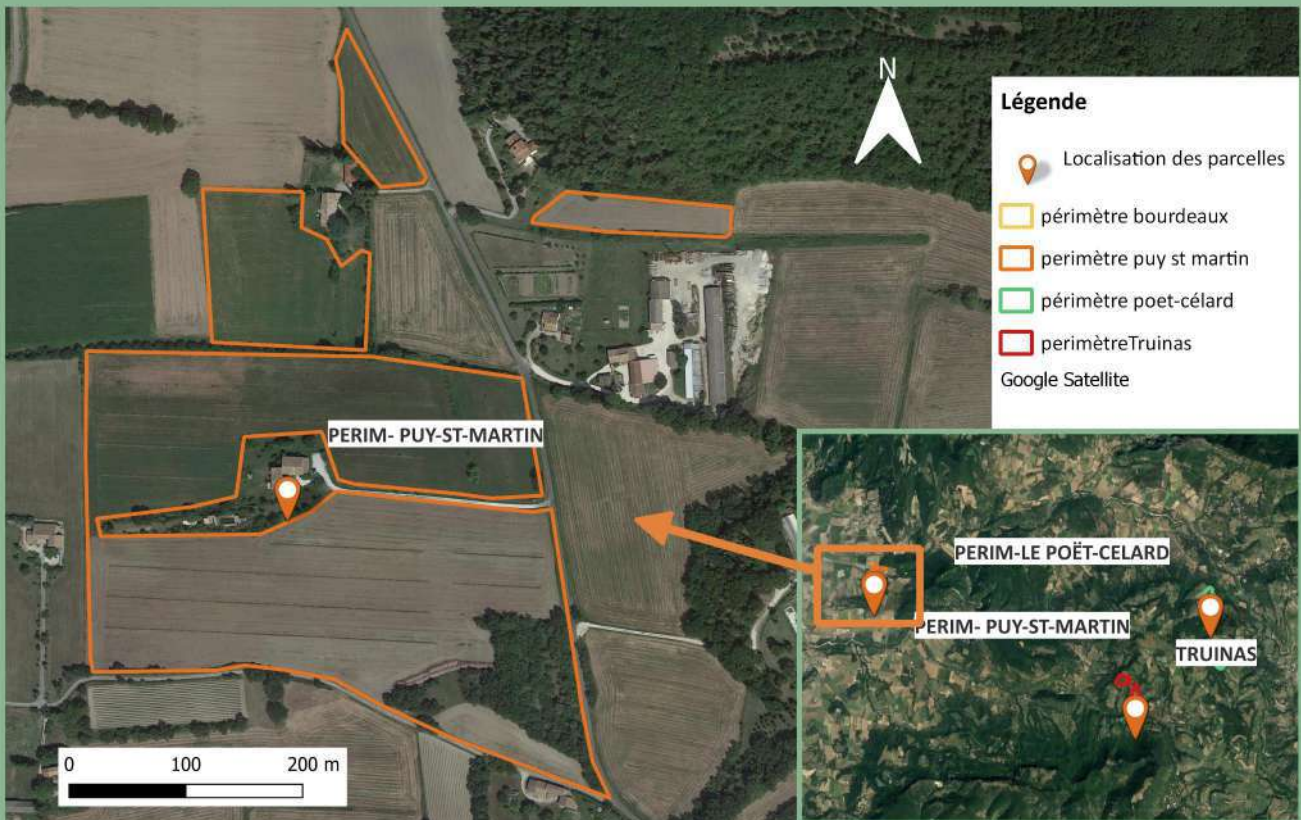 N
Légende
Localisation des parcelles
périmètre bourdeaux
perimètre puy st martin
périmètre poet-célard
perimètreTruinas
Google Satellite
PERIM- PUY-ST-MARTIN
PERIM-LE POËT-CELARD
PERIM- PUY-ST-MARTIN
TRUINAS
0 100 200 m